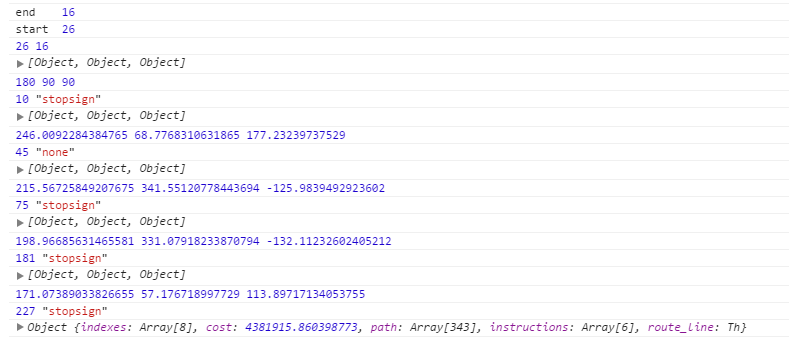 end    16
start  26
26 16
[Object, Object, Object]
180 90 90
10 "stopsign"
[Object, Object, Object]
246.0092284384765 68.7768310631865 177.23239737529
45 "none"
[Object, Object, Object]
215.56725849207675 341.55120778443694 -125.9839492923602
75 "stopsign"
[Object, Object, Object]
198.96685631465581 331.07918233870794 -132.11232602405212
181 "stopsign"
[Object, Object, Object]
171.07389033826655 57.176718997729 113.89717134053755
227 "stopsign"
Object {indexes: Array[8], cost: 4381915.860398773, path: Array[343], instructions: Array[6], route_line: Th}